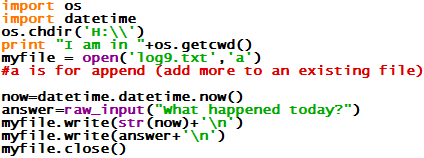 import os
import datetime
os.chdir('H:\\')
print "I am in "+os.getcwd()
myfile = open('log9.txt','a')
#a is for append (add more to an existing file)
now=datetime.datetime.now()
answer=raw_input("What happened today?")
myfile.write(str(now)+'\n')
myfile.write(answer+'\n')
myfile.close()